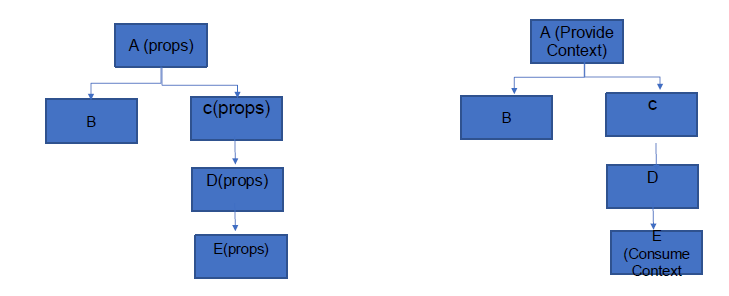 A (props)
B
c(props)
D(props)
E(props)
A (Provide
Context)
B
c
D
E
(Consume
Context